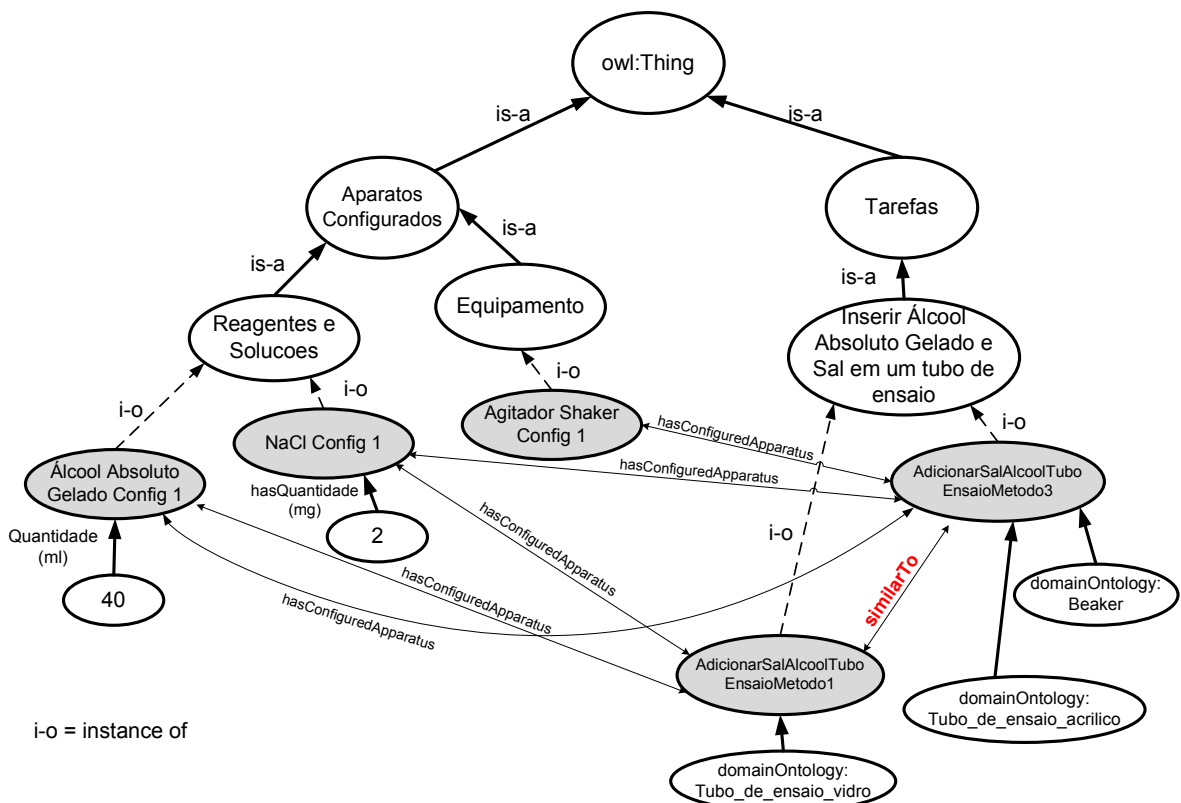 owl:Thing
is-a
is-a
Aparatos
Configurados
Tarefas
is-a
is-a
is-a
Equipamento
Reagentes e
Solucoes
Inserir Álcool
Absoluto Gelado e
Sal em um tubo de
ensaio
i-o
i-o
i-o
i-o
Agitador Shaker
Config 1
NaCl Config 1
hasConfiguredApparatus
hasConfiguredApparatus
Álcool Absoluto
Gelado Config 1
AdicionarSalAlcoolTubo
EnsaioMetodo3
hasQuantidade
(mg)
Quantidade
(ml)
2
40
hasConfiguredApparatus
i-o
hasConfiguredApparatus
hasConfiguredApparatus
similarTo
domainOntology:
Beaker
AdicionarSalAlcoolTubo
EnsaioMetodo1
domainOntology:
Tubo_de_ensaio_acrilico
i-o = instance of
domainOntology:
Tubo_de_ensaio_vidro